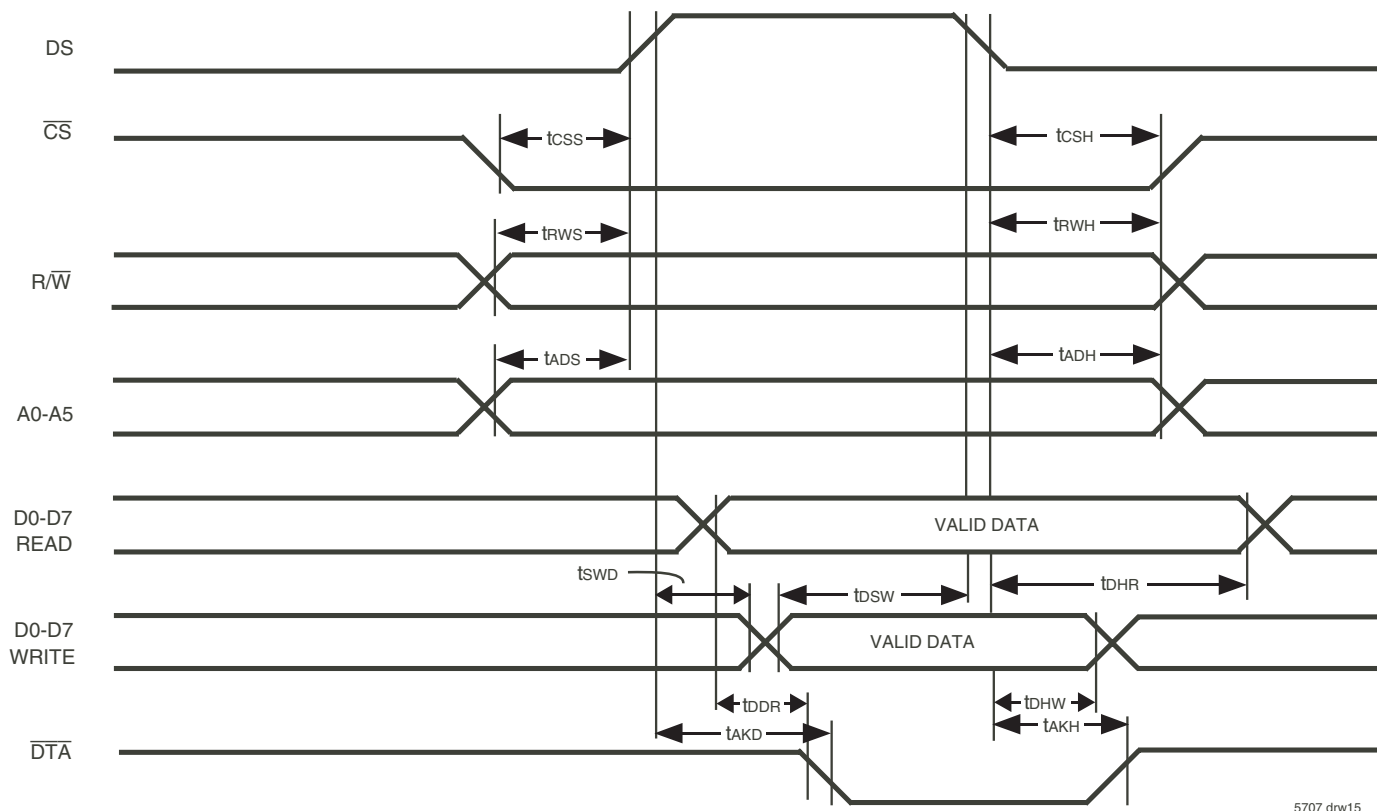 DS
CS
tCSS
tCSH
R/W
tRWS
tRWH
A0-A5
tADS
tADH
D0-D7
READ
VALID DATA
tSWD
tDSW
tDHR
D0-D7
WRITE
VALID DATA
tDDR
tDHW
tAKD
tAKH
DTA
5707 drw15